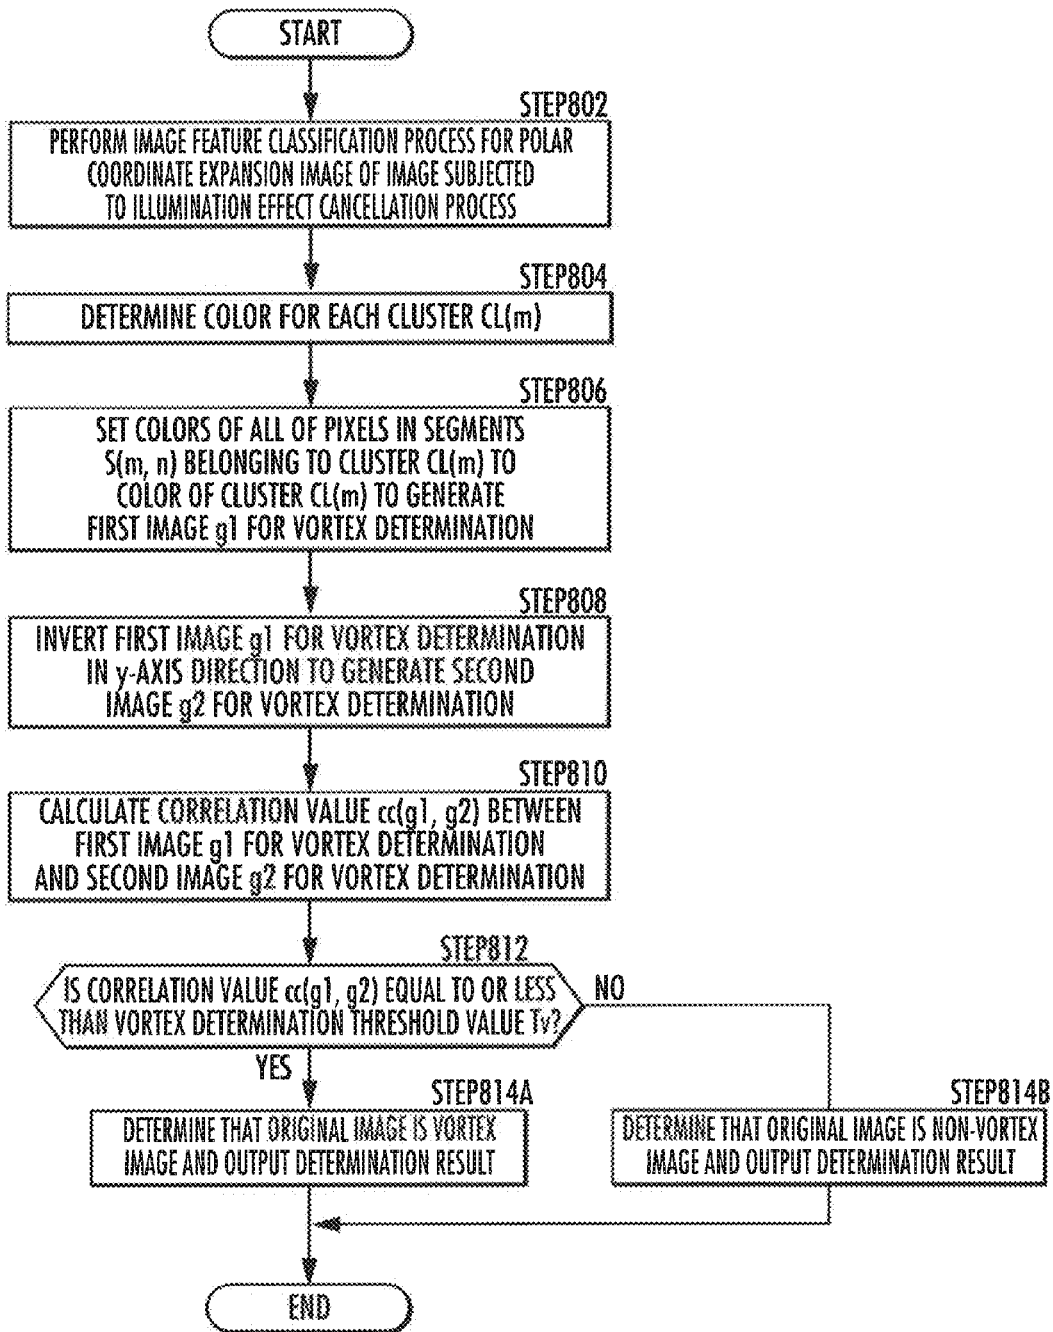 START
STEP802
PERFORM IMAGE FEATURE CLASSIFICATION PROCESS FOR POLAR
COORDINATE EXPANSION IMAGE OF IMAGE SUBJECTED
TO ILLUMINATION EFFECT CANCELLATION PROCESS
STEP804
DETERMINE COLOR FOR EACH CLUSTER CL(m)
STEP806
SET COLORS OF ALL OF PIXELS IN SEGMENTS
S(m, n) BELONGING TO CLUSTER CL(m) TO
COLOR OF CLUSTER CL(m) TO GENERATE
FIRST IMAGE g1 FOR VORTEX DETERMINATION
STEP808
INVERT FIRST IMAGE g1 FOR VORTEX DETERMINATION
IN y-AXIS DIRECTION TO GENERATE SECOND
IMAGE g2 FOR VORTEX DETERMINATION
STEP810
CALCULATE CORRELATION VALUE cc(g1, g2) BETWEEN
FIRST IMAGE g1 FOR VORTEX DETERMINATION
AND SECOND IMAGE g2 FOR VORTEX DETERMINATION
STEP812
IS CORRELATION VALUE cc(g1, g2) EQUAL TO OR LESS
THAN VORTEX DETERMINATION THRESHOLD VALUE Tv?
NO
YES
STEP814A
DETERMINE THAT ORIGINAL IMAGE IS VORTEX
IMAGE AND OUTPUT DETERMINATION RESULT
STEP814B
DETERMINE THAT ORIGINAL IMAGE IS NON-VORTEX
IMAGE AND OUTPUT DETERMINATION RESULT
END